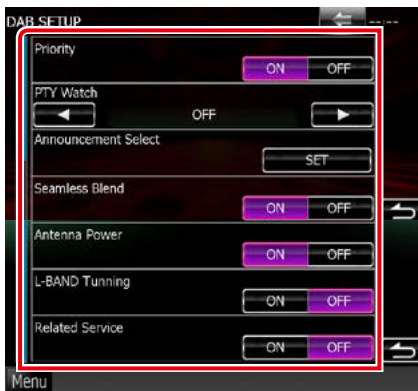 DAB SETUP --:--
Priority
ON OFF
PTY Watch
OFF
Announcement Select
SET
Seamless Blend
ON OFF
Antenna Power
ON OFF
L-BAND Tunning
ON OFF
Related Service
ON OFF
Menu